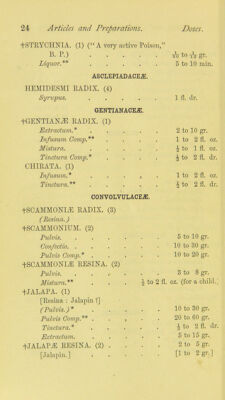 24 Articles and Preparations. Doses.
†STRYCHNIA. (1) (“A very active Poison,”
B. P.) . . . . . 1/30 to 1/12 gr.
Liquor.** . . . . . 5 to 10 min.
ASCLEPIADACEÆ.
HEMIDESMI RADIX. (4)
Syrupus. . . . . . 1 fl. dr.
GENTIANACEÆ.
†GENTIANÆ RADIX. (1)
Extractum.* . . . . 2 to 10 gr.
Infusum Comp.** . . . . 1 to 2 fl. oz.
Mistura. . . . . . ½ to 1 fl. oz.
Tinctura Comp.* . . . . ½ to 2 fl. dr.
CHIRATA. (1)
Infusum.* . . . . . 1 to 2 fl. oz.
Tinctura.** . . . . . ½ to 2 fl. dr.
CONVOLVULACEÆ.
†SCAMMONIÆ RADIX. (3)
(Resina.)
†SCAMMONIUM. (2)
Pulvis. . . . . . 5 to 10 gr.
Confectio. . . . . . 10 to 30 gr.
Pulvis Comp.* . . . . 10 to 20 gr.
†SCAMMONIÆ RESINA. (2)
Pulvis. . . . . . 3 to 8 gr.
Mistura.** . . ½ to 2 fl. oz. (for a child.)
†JALAPA. (1)
[Resina : Jalapin !]
(Pulvis.)* . . . . . 10 to 30 gr.
Pulvis Comp.** . . . . 20 to 60 gr.
Tinctura.* . . . . . ½ to 2 fl. dr.
Extractum. . . . . . 5 to 15 gr.
†JALAPÆ RESINA. (2) . . . . 2 to 5 gr.
[Jalapin.] . . . . . [1 to 2 gr.]